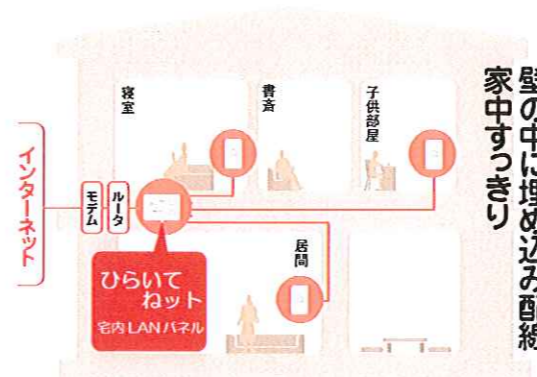 壁の中に埋め込み配線
家中すっきり
子供部屋
書斎
寝室
居間
インターネット
モデム
ルータ
ひらいて
ねット
宅内LANパネル